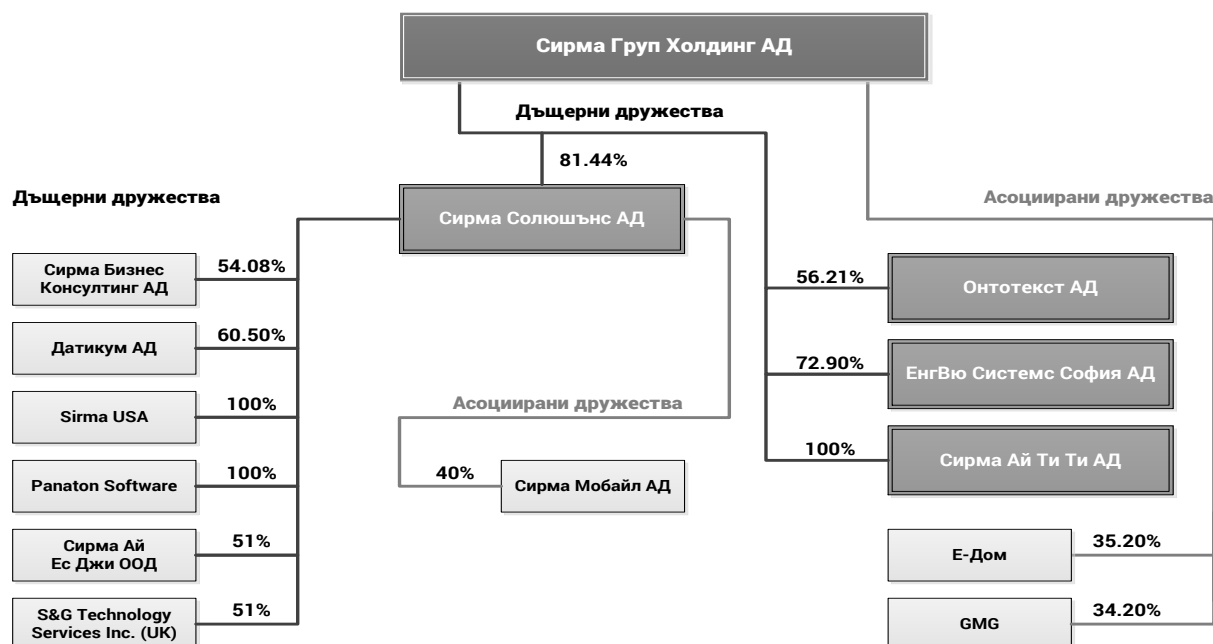 Сирма Груп Холдинг АД
Дъщерни дружества
81.44%
Дъщерни дружества
Сирма Солюшънс АД
Асоциирани дружества
Сирма Бизнес
Консултинг АД
54.08%
Датикум АД
60.50%
Sirma USA
100%
Panaton Software
100%
Сирма Ай
Ес Джи ООД
51%
S&G Technology
Services Inc. (UK)
51%
Асоциирани дружества
40%
Сирма Мобайл АД
56.21%
Онтотекст АД
72.90%
ЕнгВю Системс София АД
100%
Сирма Ай Ти Ти АД
Е-Дом
35.20%
GMG
34.20%